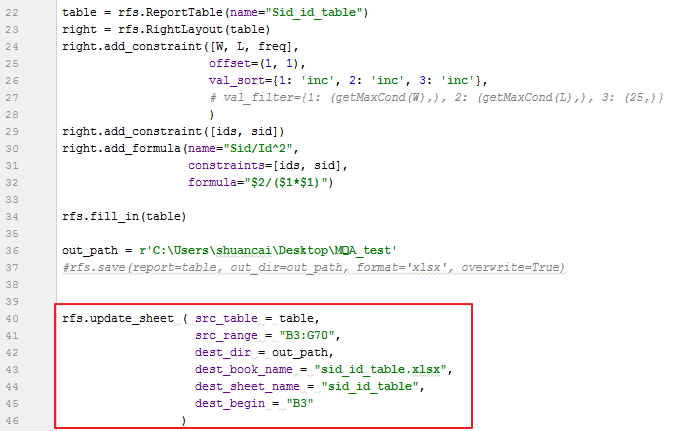 22 table = rfs.ReportTable(name="Sid_id_table")
23 right = rfs.RightLayout(table)
24 right.add_constraint([W, L, freq],
25 offset=(1, 1),
26 val_sort={1: 'inc', 2: 'inc', 3: 'inc'},
27 # val_filter={1: (getMaxCond(W),), 2: (getMaxCond(L),), 3: (25,)}
28 )
29 right.add_constraint([ids, sid])
30 right.add_formula(name="Sid/Id^2",
31 constraints=[ids, sid],
32 formula="$2/($1*$1)")
33
34 rfs.fill_in(table)
35
36 out_path = r'C:\Users\shuancai\Desktop\MQA_test'
37 #rfs.save(report=table, out_dir=out_path, format='xlsx', overwrite=True)
38
39
40 rfs.update_sheet ( src_table = table,
41 src_range = "B3:G70",
42 dest_dir = out_path,
43 dest_book_name = "sid_id_table.xlsx",
44 dest_sheet_name = "sid_id_table",
45 dest_begin = "B3"
46 )